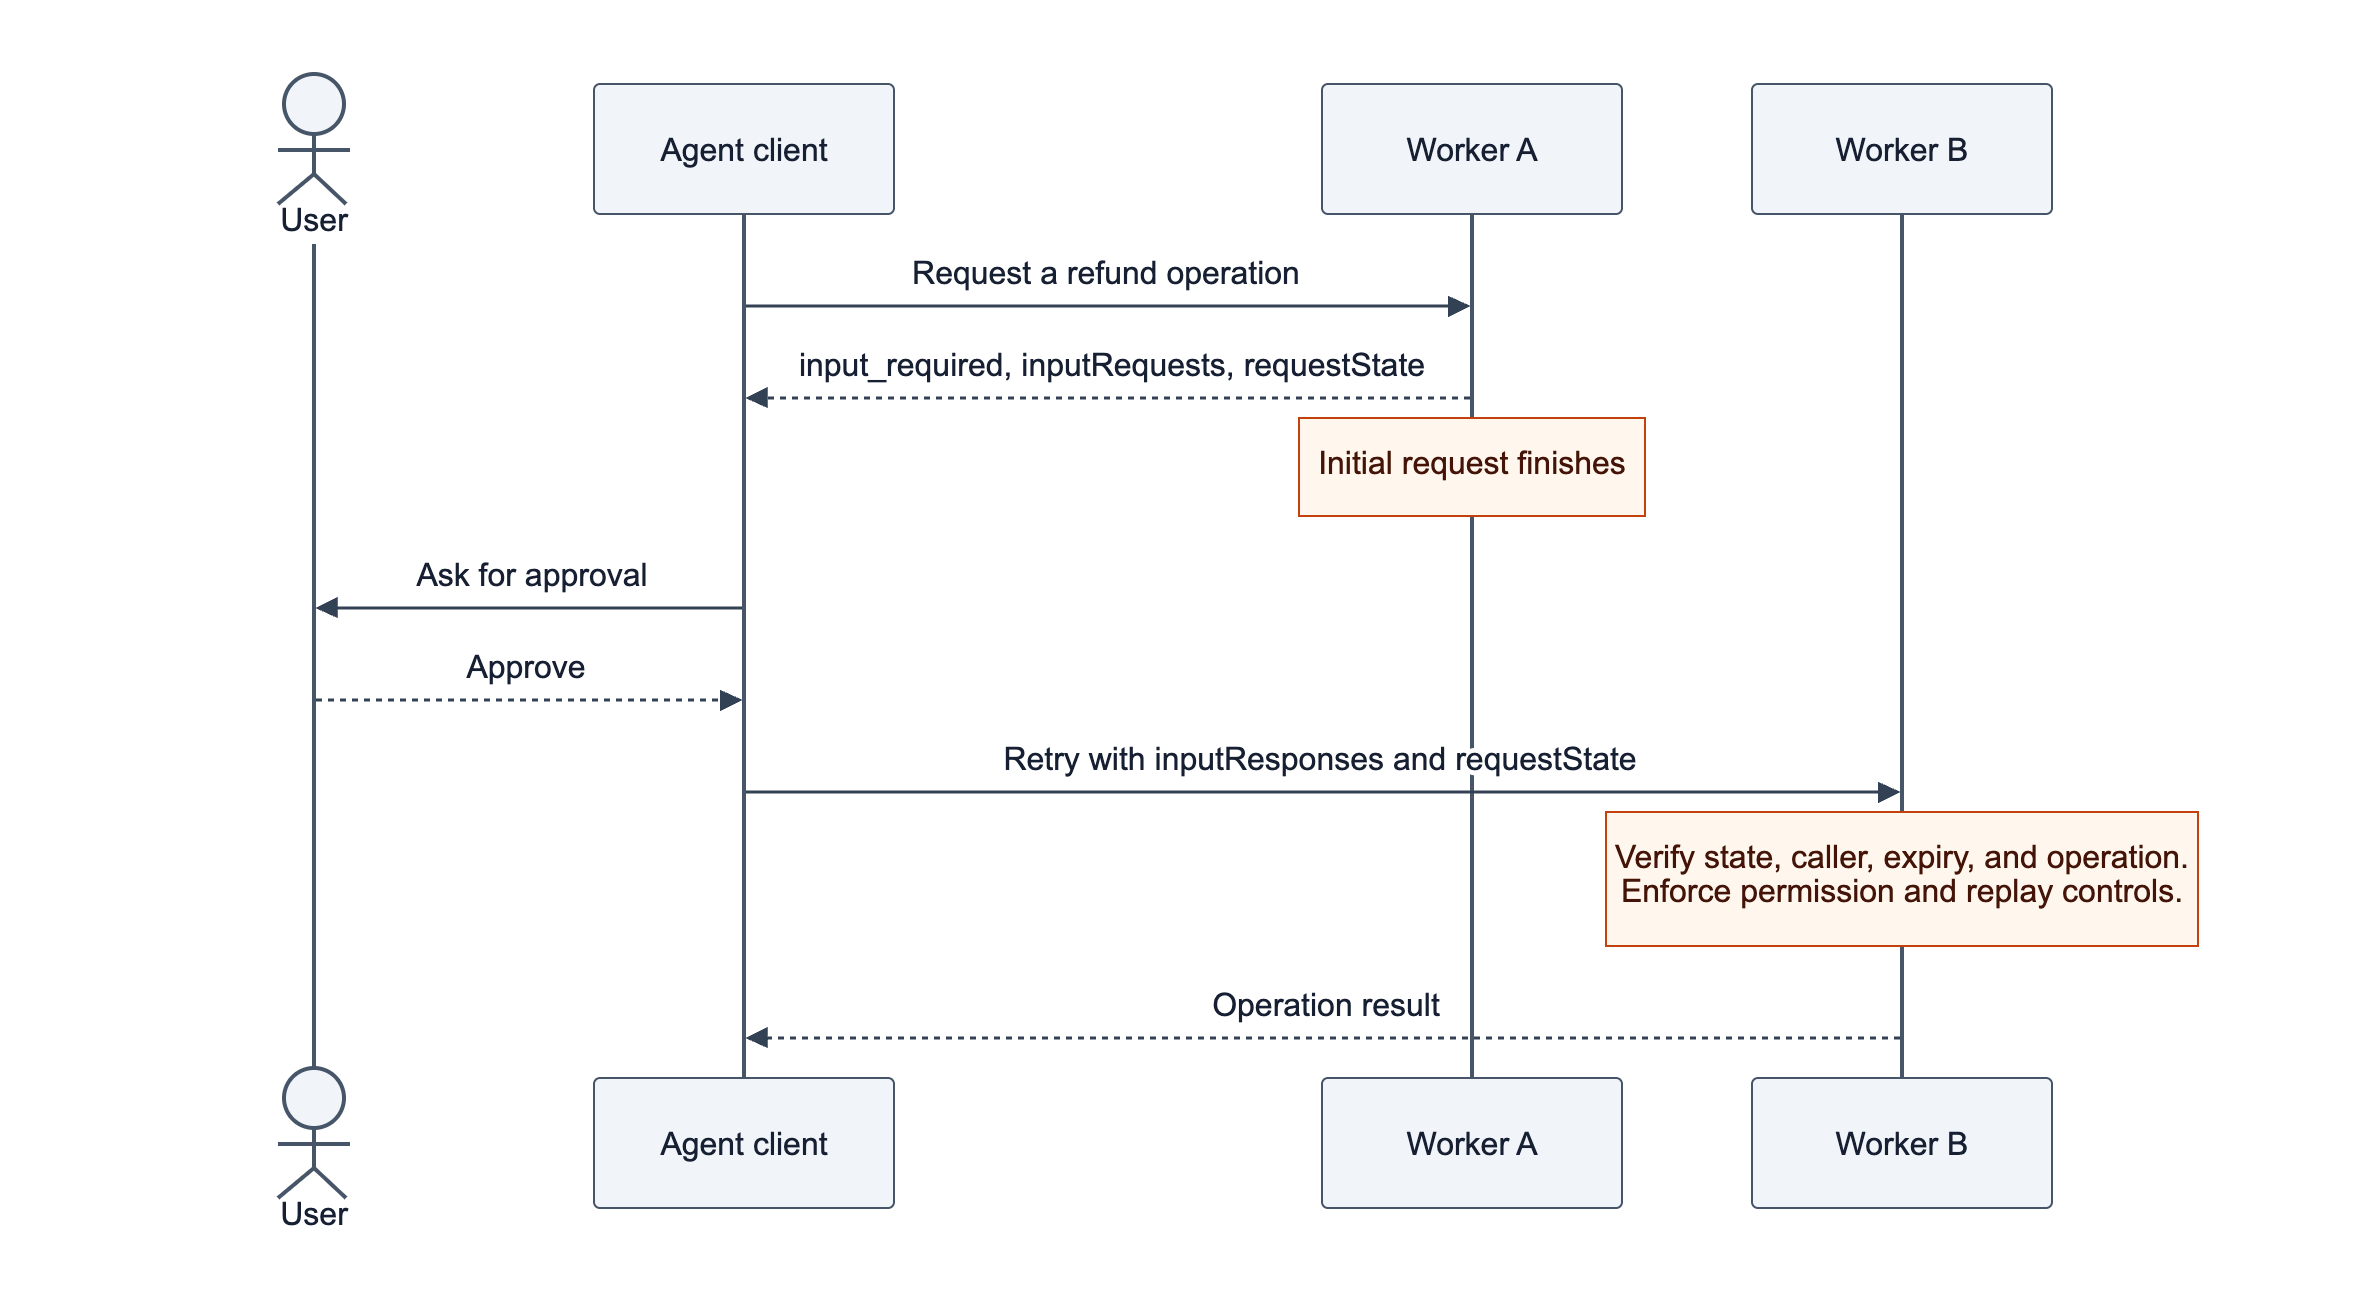 User
Agent client
Worker A
Worker B
Request a refund operation
input_required, inputRequests, requestState
Initial request finishes
Ask for approval
Approve
Retry with inputResponses and requestState
Verify state, caller, expiry, and operation.
Enforce permission and replay controls.
Operation result
User
Agent client
Worker A
Worker B